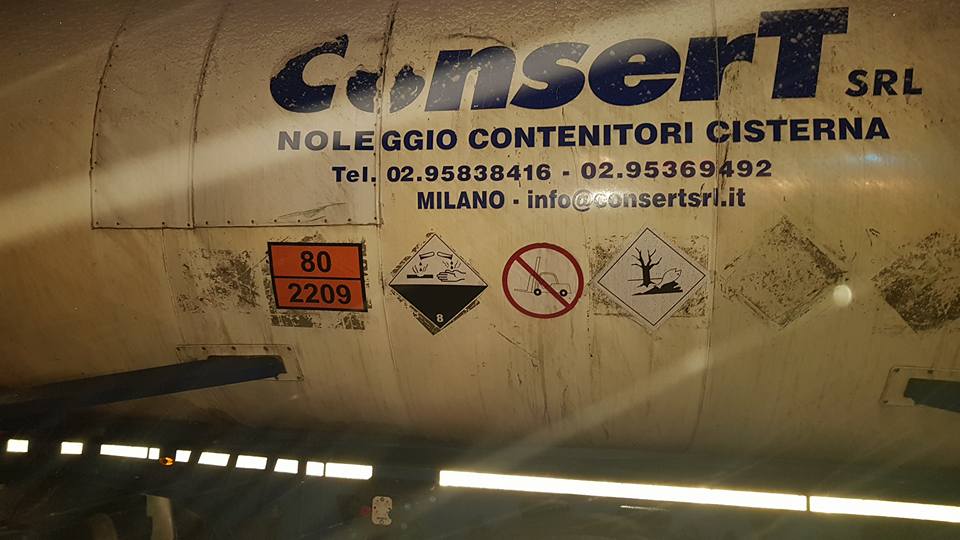 ConserT SRL
NOLEGGIO CONTENITORI CISTERNA
Tel. 02.95838416 - 02.95369492
MILANO - info@consertsrl.it
80
2209
8